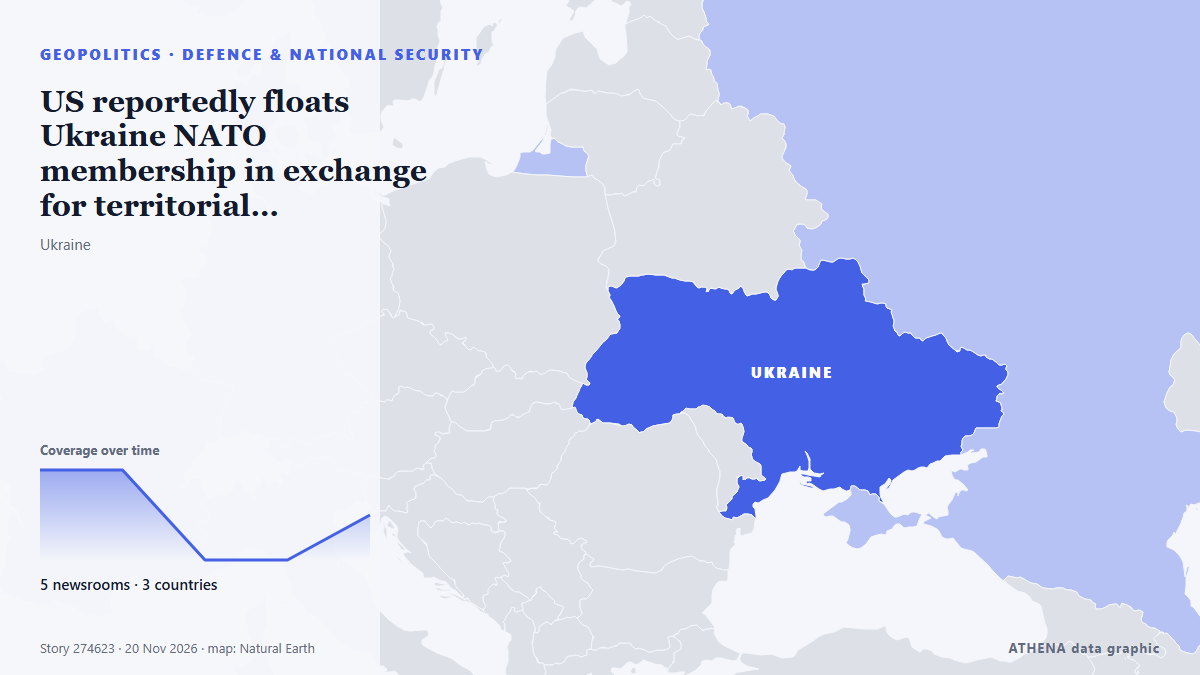 GEOPOLITICS · DEFENCE & NATIONAL SECURITY
US reportedly floats
Ukraine NATO
membership in exchange
for territorial…
Ukraine
UKRAINE
Coverage over time
5 newsrooms · 3 countries
Story 274623 · 20 Nov 2026 · map: Natural Earth
ATHENA data graphic